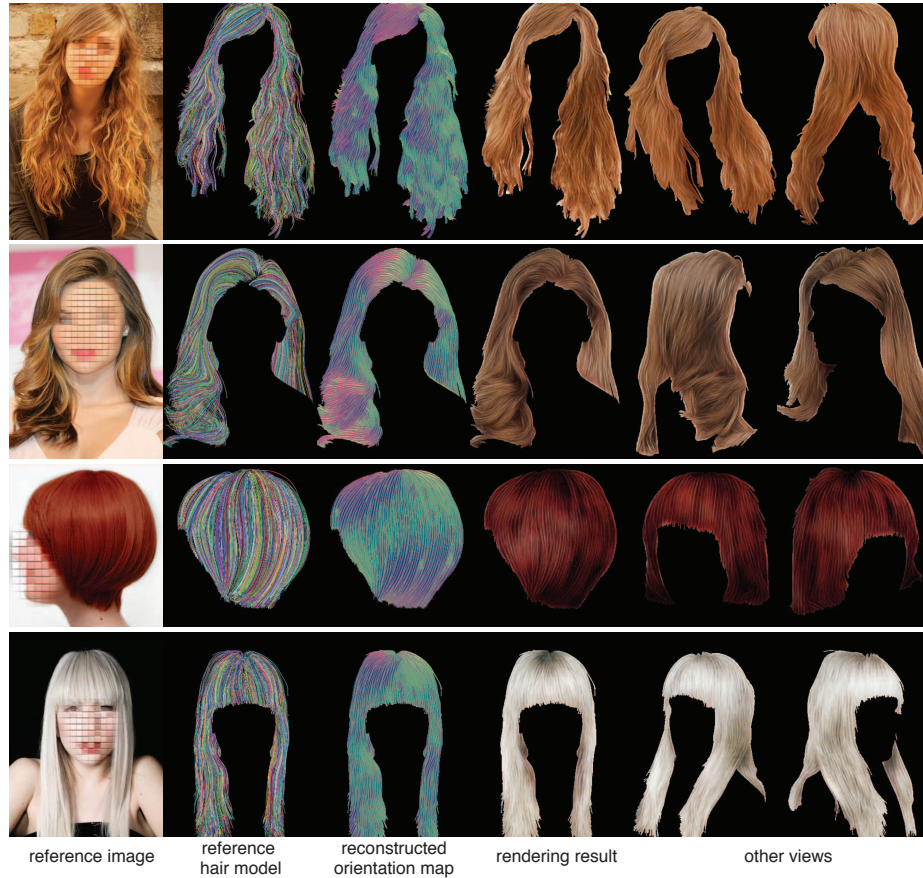 reference image
reference
hair model
reconstructed
orientation map
rendering result
other views